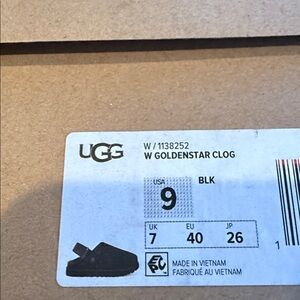 UGG
W / 1138252
W GOLDENSTAR CLOG
USA
9
BLK
UK EU JP
7 40 26
MADE IN VIETNAM
FABRIQUÉ AU VIETNAM
1